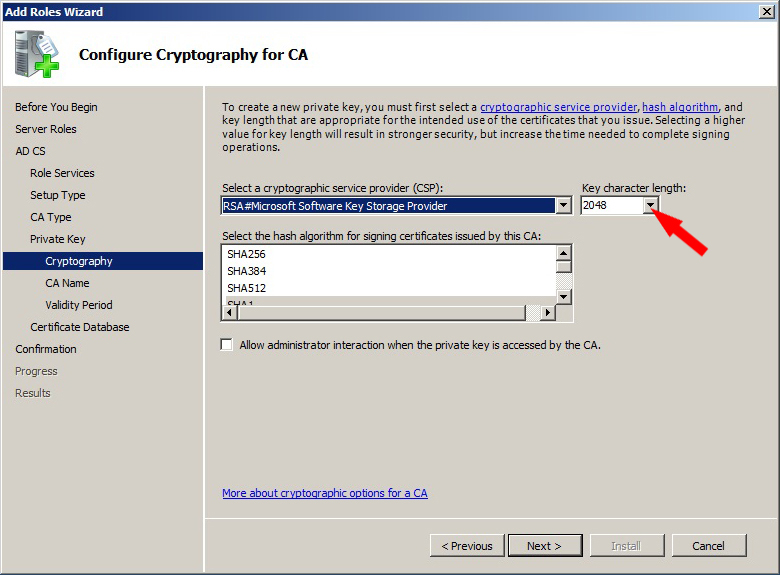 Add Roles Wizard
Configure Cryptography for CA
Before You Begin
Server Roles
AD CS
Role Services
Setup Type
CA Type
Private Key
Cryptography
CA Name
Validity Period
Certificate Database
Confirmation
Progress
Results
To create a new private key, you must first select a cryptographic service provider, hash algorithm, and
key length that are appropriate for the intended use of the certificates that you issue. Selecting a higher
value for key length will result in stronger security, but increase the time needed to complete signing
operations.
Select a cryptographic service provider (CSP):
Key character length:
RSA#Microsoft Software Key Storage Provider
2048
Select the hash algorithm for signing certificates issued by this CA:
SHA256
SHA384
SHA512
SHA1
Allow administrator interaction when the private key is accessed by the CA.
More about cryptographic options for a CA
< Previous
Next >
Install
Cancel